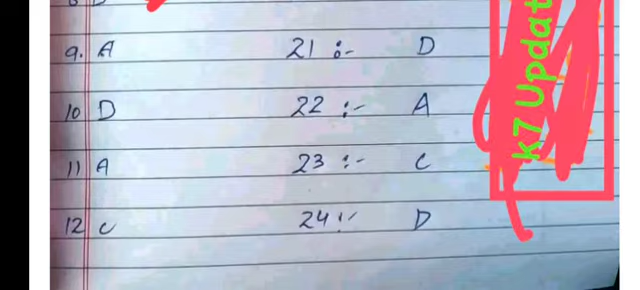 9. A 21 :- D
10 D 22 :- A
11 A 23 :- C
12 C 24 :- D
K7 Updat